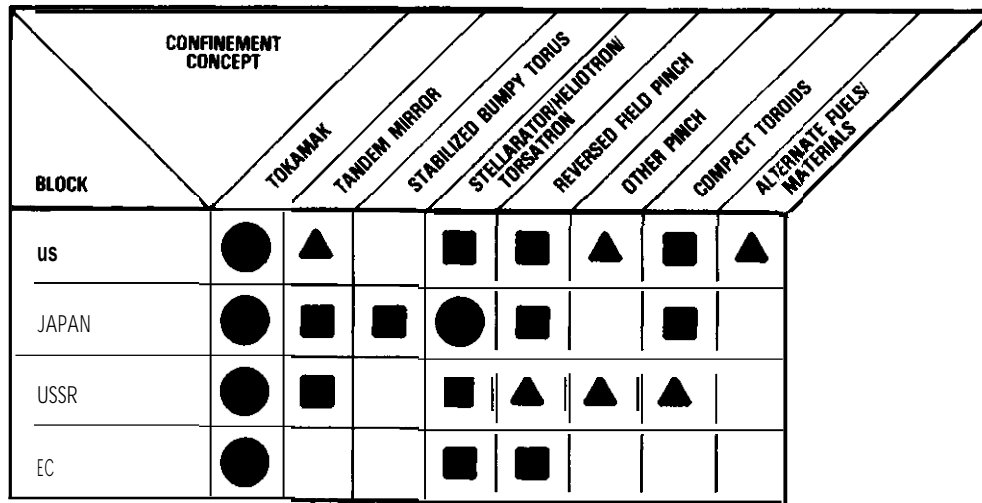 CONFINEMENT
CONCEPT
BLOCK
TOKAMAK
TANDEM MIRROR
STABILIZED BUMPY TORUS
STELLARATOR/HELIOTRON/
TORSATRON
REVERSED FIELD PINCH
OTHER PINCH
COMPACT TOROIDS
ALTERNATE FUELS/
MATERIALS
us
JAPAN
USSR
EC